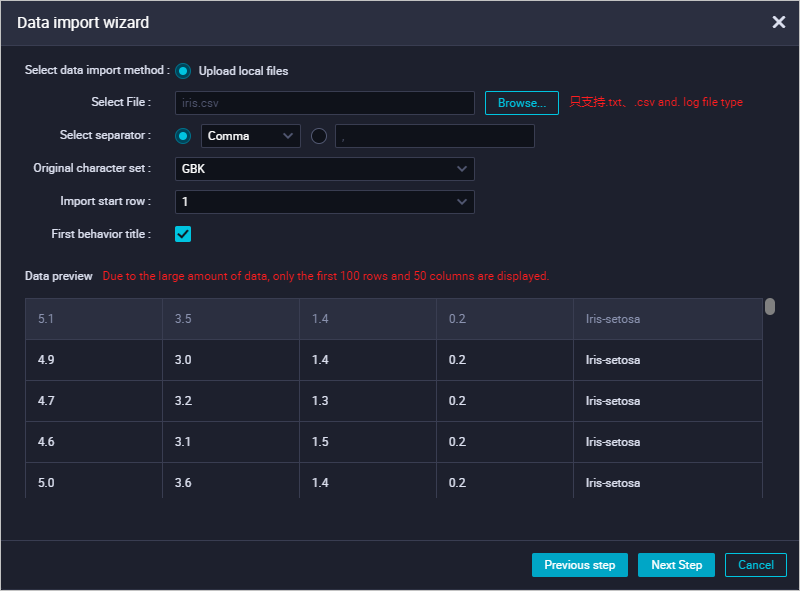 Data import wizard
Select data import method : Upload local files
Select File : iris.csv Browse... 只支持.txt、.csv and. log file type
Select separator : Comma ,
Original character set : GBK
Import start row : 1
First behavior title :
Data preview Due to the large amount of data, only the first 100 rows and 50 columns are displayed.
5.1 3.5 1.4 0.2 Iris-setosa
4.9 3.0 1.4 0.2 Iris-setosa
4.7 3.2 1.3 0.2 Iris-setosa
4.6 3.1 1.5 0.2 Iris-setosa
5.0 3.6 1.4 0.2 Iris-setosa
Previous step Next Step Cancel